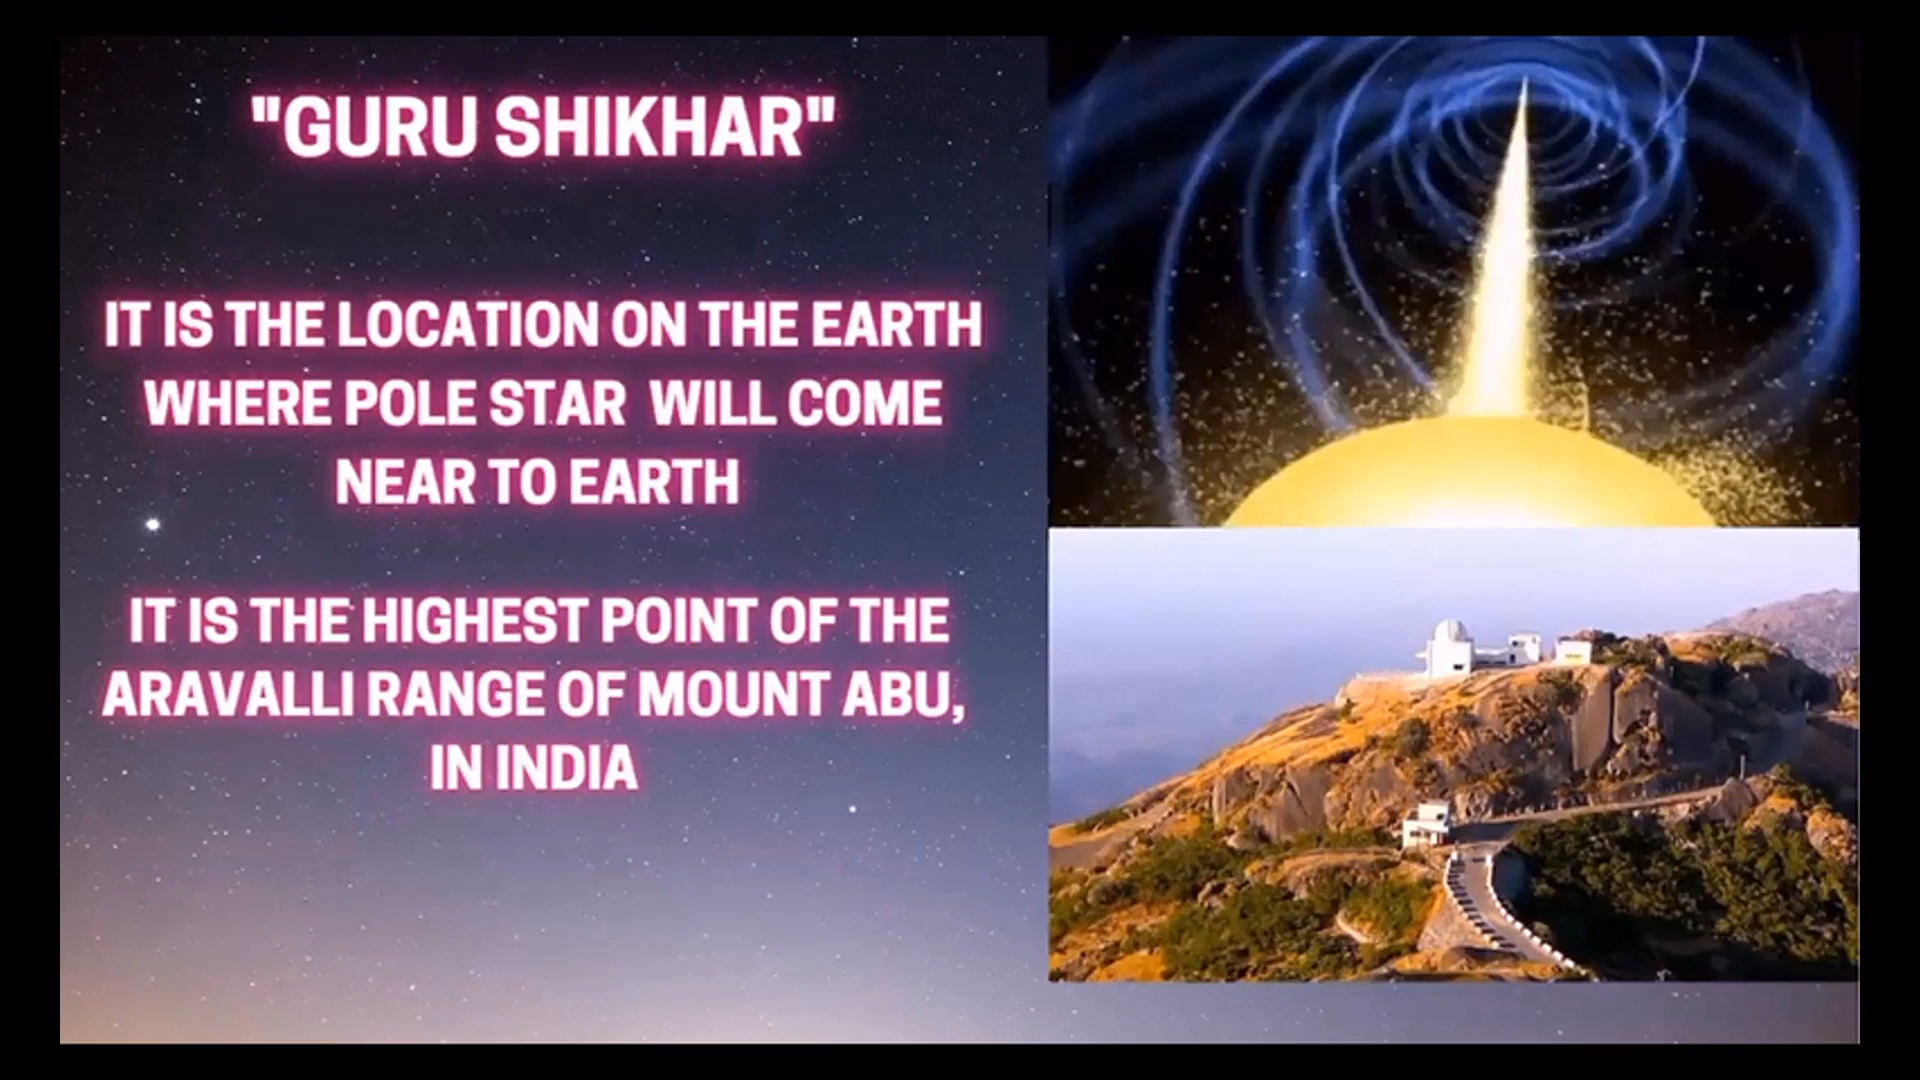 "GURU SHIKHAR"
IT IS THE LOCATION ON THE EARTH
WHERE POLE STAR WILL COME
NEAR TO EARTH
IT IS THE HIGHEST POINT OF THE
ARAVALLI RANGE OF MOUNT ABU,
IN INDIA